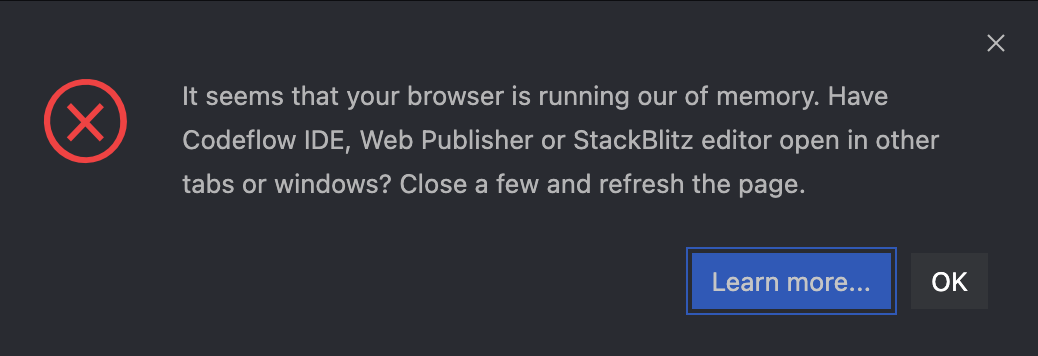 It seems that your browser is running our of memory. Have
Codeflow IDE, Web Publisher or StackBlitz editor open in other
tabs or windows? Close a few and refresh the page.
Learn more...
OK